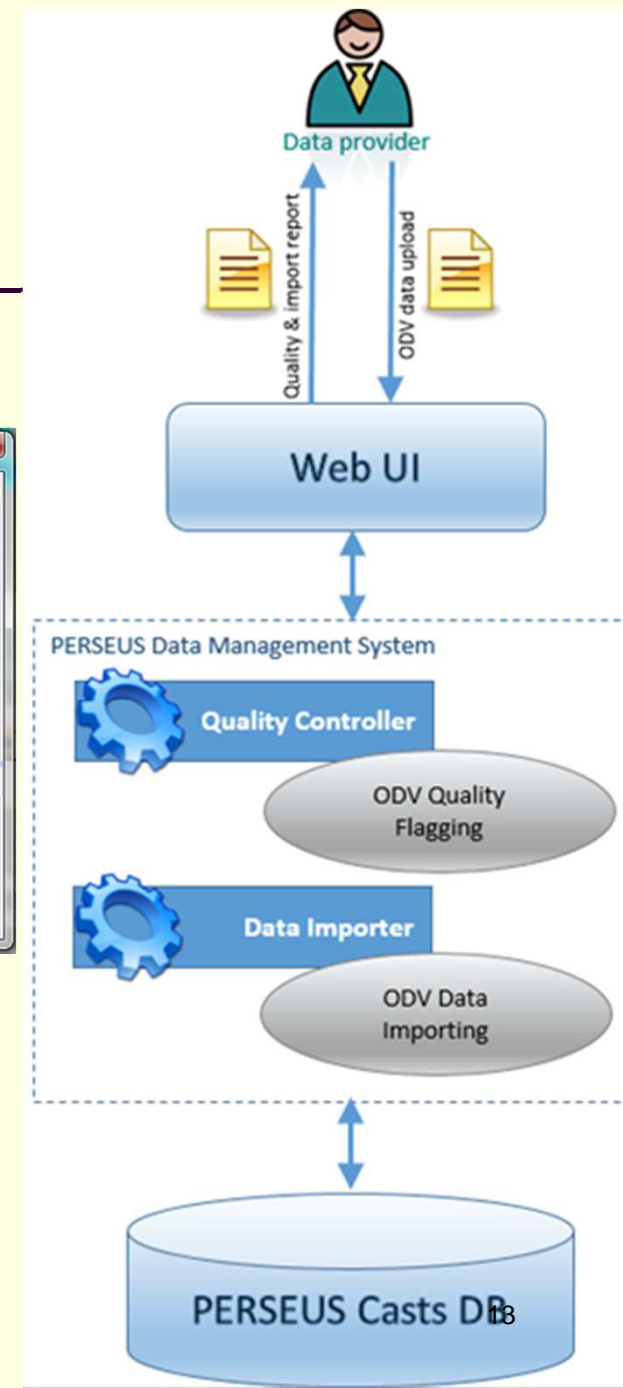 Data provider
Quality & import report
ODV data upload
Web UI
PERSEUS Data Management System
Quality Controller
ODV Quality
Flagging
Data Importer
ODV Data
Importing
PERSEUS Casts DB
13